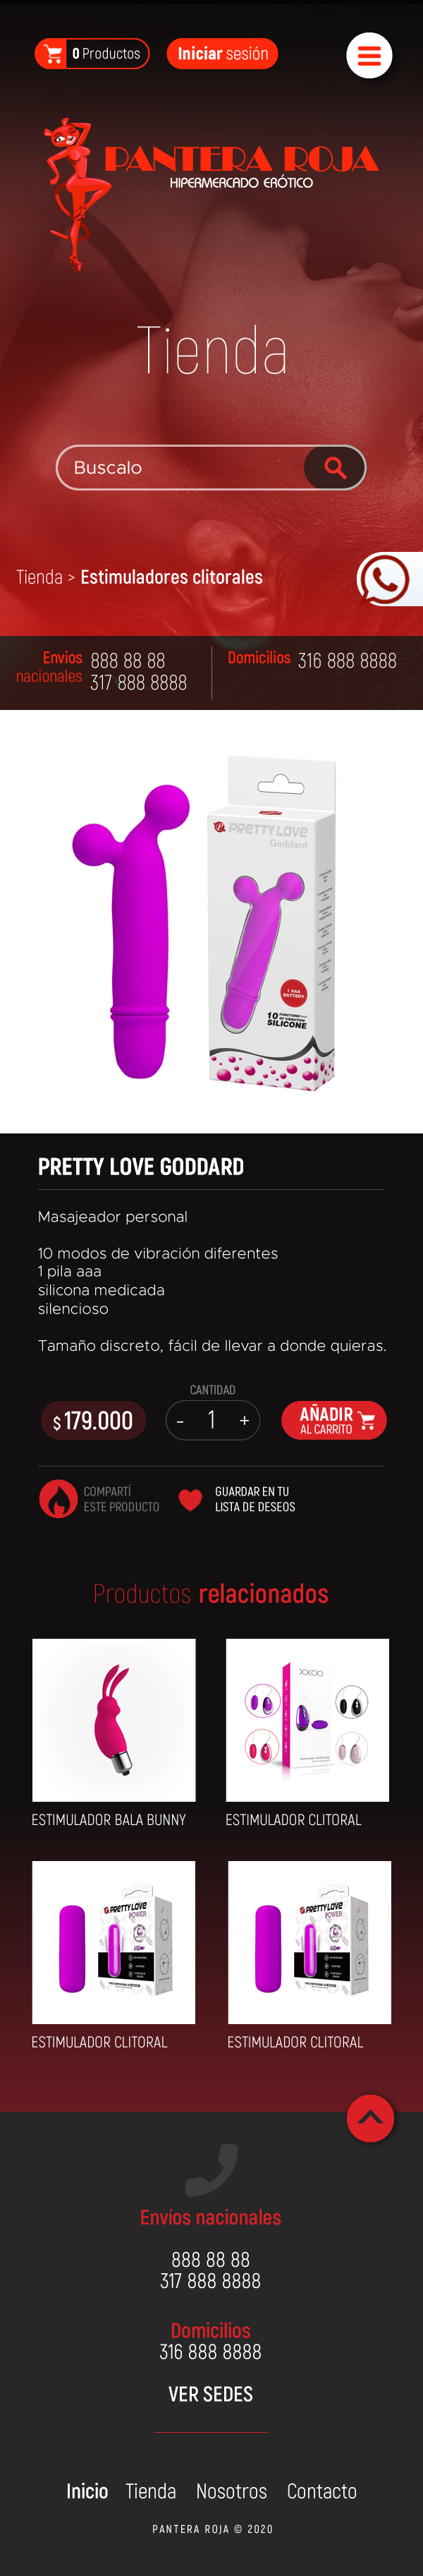 0 Productos
Iniciar sesión
PANTERA ROJA
HIPERMERCADO ERÓTICO
Tienda
Buscalo
Tienda > Estimuladores clitorales
Envios nacionales
888 88 88
317 888 8888
Domicilios 316 888 8888
PRETTY LOVE
Goddard
1 AAA
BATTERY
10 FUNCTIONS
OF VIBRATION
SILICONE
PRETTY LOVE GODDARD
Masajeador personal
10 modos de vibración diferentes
1 pila aaa
silicona medicada
silencioso
Tamaño discreto, fácil de llevar a donde quieras.
CANTIDAD
$ 179.000
- 1 +
AÑADIR
AL CARRITO
COMPARTÍ
ESTE PRODUCTO
GUARDAR EN TU
LISTA DE DESEOS
Productos relacionados
XXOO
ESTIMULADOR BALA BUNNY
ESTIMULADOR CLITORAL
PRETTY LOVE
POWER
PRETTY LOVE
POWER
ESTIMULADOR CLITORAL
ESTIMULADOR CLITORAL
Envíos nacionales
888 88 88
317 888 8888
Domicilios
316 888 8888
VER SEDES
Inicio Tienda Nosotros Contacto
PANTERA ROJA © 2020